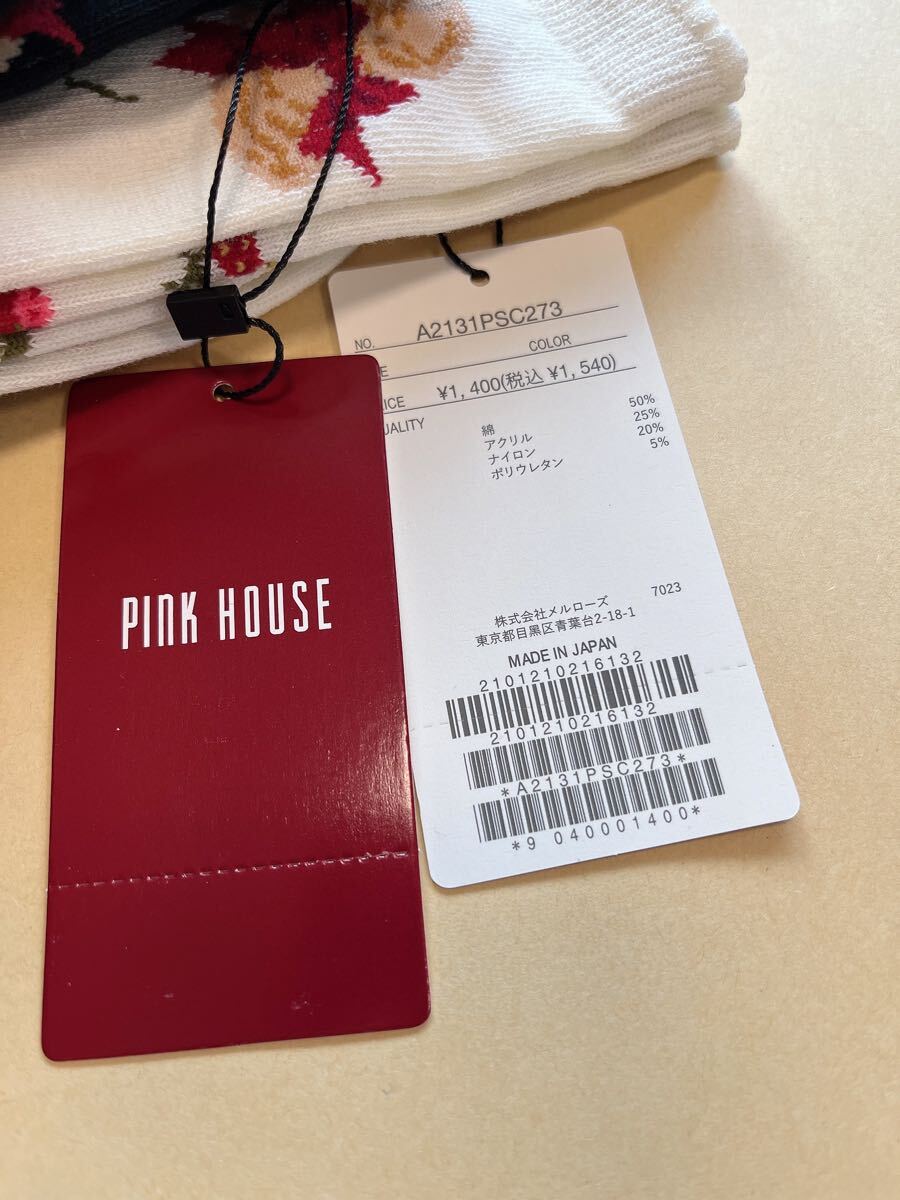 PINK HOUSE
NO. A2131PSC273
COLOR
E
ICE ¥1,400(税込 ¥1,540)
UALITY
綿 50%
アクリル 25%
ナイロン 20%
ポリウレタン 5%
株式会社メルローズ 7023
東京都目黒区青葉台2-18-1
MADE IN JAPAN
2101210216132
2101210216132
*A2131PSC273*
*9 040001400*